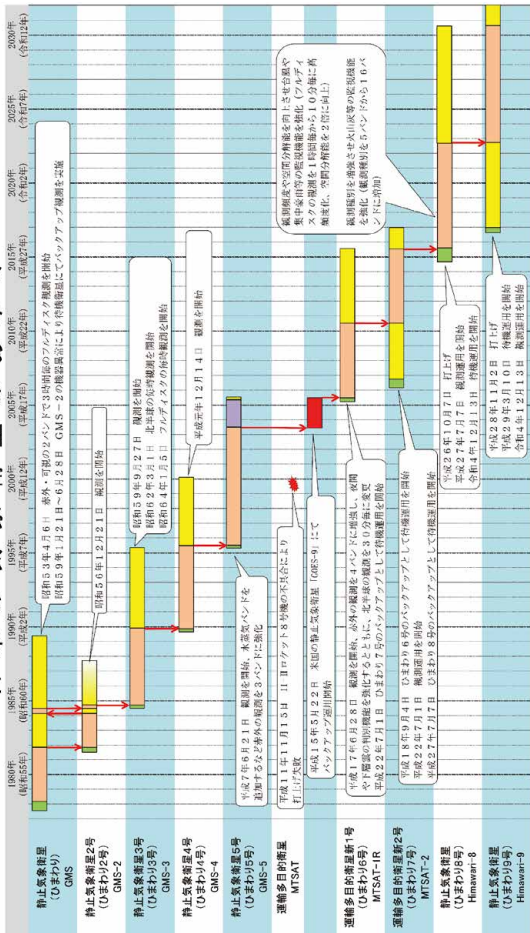 1980年
(昭和55年)
1985年
(昭和60年)
1990年
(平成2年)
1995年
(平成7年)
2000年
(平成12年)
2005年
(平成17年)
2010年
(平成22年)
2015年
(平成27年)
2020年
(令和2年)
2025年
(令和7年)
2030年
(令和12年)
静止気象衛星
(ひまわり)
GMS
昭和53年4月6日 赤外・可視の2バンドで3時間毎のフルディスク観測を開始
昭和59年1月21日~6月28日 GMS-2の機器異常により待機衛星にてバックアップ観測を実施
静止気象衛星2号
(ひまわり2号)
GMS-2
昭和56年12月21日 観測を開始
静止気象衛星3号
(ひまわり3号)
GMS-3
昭和59年9月27日 観測を開始
昭和62年3月1日 北半球の毎時観測を開始
昭和64年1月5日 フルディスクの毎時観測を開始
静止気象衛星4号
(ひまわり4号)
GMS-4
平成元年12月14日 観測を開始
静止気象衛星5号
(ひまわり5号)
GMS-5
平成7年6月21日 観測を開始、水蒸気バンドを
追加するなど赤外の観測を3バンドに強化
運輸多目的衛星
MTSAT
平成11年11月15日 HⅡロケット8号機の不具合により
打上げ失敗
平成15年5月22日 米国の静止気象衛星(GOES-9)にて
バックアップ運用開始
運輸多目的衛星新1号
(ひまわり6号)
MTSAT-1R
平成17年6月28日 観測を開始、赤外の観測を4バンドに増強し、夜間
や下層雲の判別機能を強化するとともに、北半球の観測を30分毎に変更
平成22年7月1日 ひまわり7号のバックアップとして待機運用を開始
運輸多目的衛星新2号
(ひまわり7号)
MTSAT-2
平成18年9月4日 ひまわり6号のバックアップとして待機運用を開始
平成22年7月1日 観測運用を開始
平成27年7月7日 ひまわり8号のバックアップとして待機運用を開始
静止気象衛星
(ひまわり8号)
Himawari-8
平成26年10月7日 打上げ
平成27年7月7日 観測運用を開始
令和4年12月13日 待機運用を開始
観測頻度や空間分解能を向上させ台風や
集中豪雨等の監視機能を強化(フルディ
スクの観測を1時間毎から10分毎に高
頻度化、空間分解能を2倍に向上)
観測種別を増強させ火山灰等の監視機能
を強化(観測種別を5バンドから16バ
ンドに増加)
静止気象衛星
(ひまわり9号)
Himawari-9
平成28年11月2日 打上げ
平成29年3月10日 待機運用を開始
令和4年12月13日 観測運用を開始